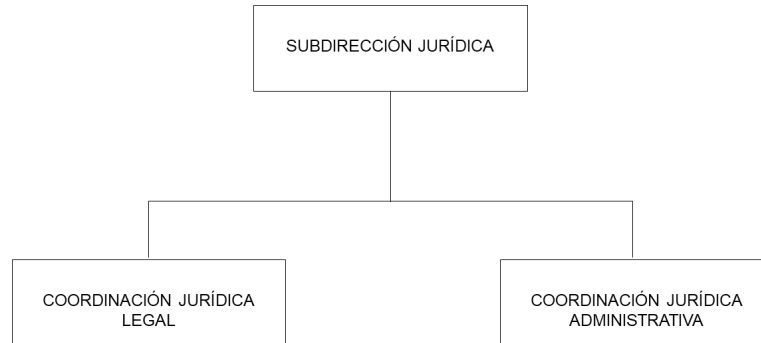 SUBDIRECCIÓN JURÍDICA
COORDINACIÓN JURÍDICA
LEGAL
COORDINACIÓN JURÍDICA
ADMINISTRATIVA